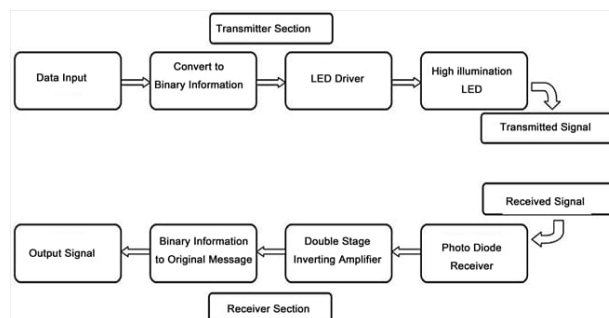 Transmitter Section
Data Input
Convert to
Binary Information
LED Driver
High illumination
LED
Transmitted Signal
Received Signal
Output Signal
Binary Information
to Original Message
Double Stage
Inverting Amplifier
Photo Diode
Receiver
Receiver Section